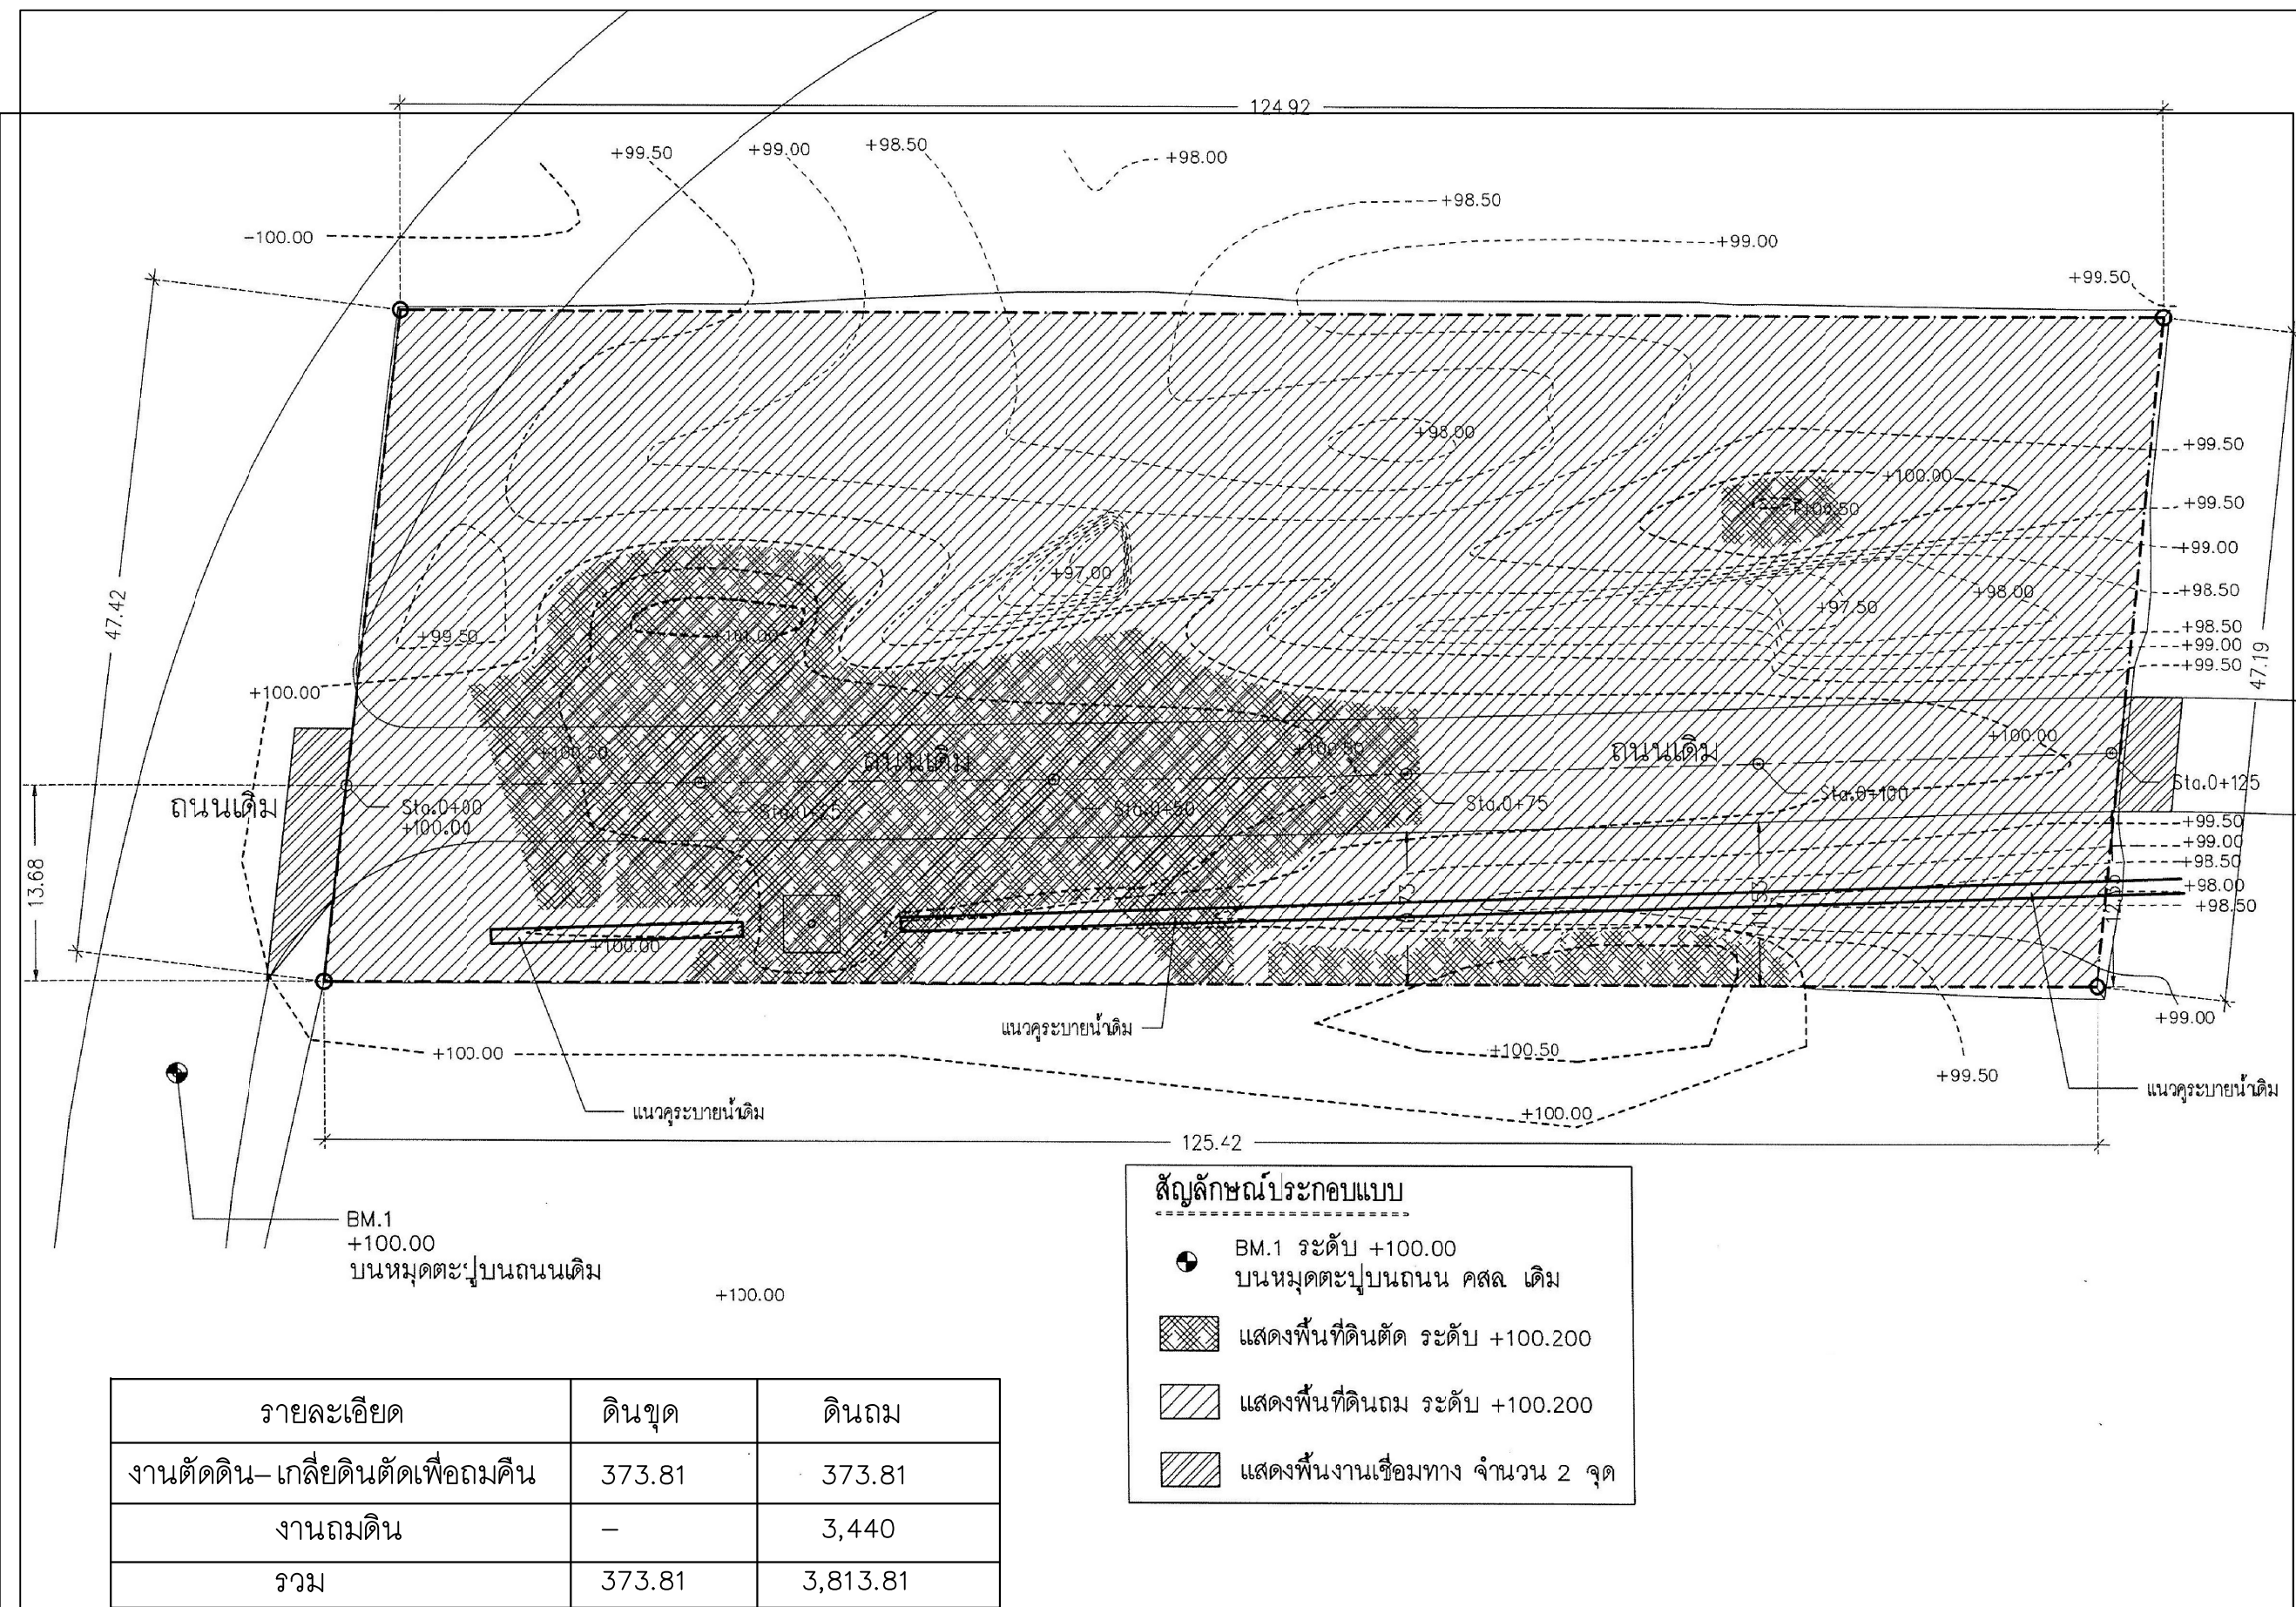 124.92
+99.50
+99.00
+98.50
+98.00
+98.50
-100.00
+99.00
+99.50
+98.00
+99.50
+100.00
+99.50
+100.50
+99.00
+97.00
+98.50
+98.00
+97.50
47.42
+99.50
+101.00
+98.50
+99.00
+99.50
47.19
+100.00
+100.50
ถนนเดิม
+100.50
ถนนเดิม
+100.00
ถนนเดิม
Sta.0+00
+100.00
Sta.0+25
Sta.0+50
Sta.0+75
Sta.0+100
Sta.0+125
+99.50
+99.00
+98.50
13.68
10.73
11.53
+98.00
+98.50
+100.00
+99.00
แนวคูระบายน้ำเดิม
+100.00
+100.50
+99.50
แนวคูระบายน้ำเดิม
แนวคูระบายน้ำเดิม
+100.00
125.42
BM.1
+100.00
บนหมุดตะปูบนถนนเดิม
+100.00
สัญลักษณ์ประกอบแบบ
BM.1 ระดับ +100.00
บนหมุดตะปูบนถนน คสล เดิม
แสดงพื้นที่ดินตัด ระดับ +100.200
แสดงพื้นที่ดินถม ระดับ +100.200
แสดงพื้นงานเชื่อมทาง จำนวน 2 จุด
รายละเอียด ดินขุด ดินถม
งานตัดดิน-เกลี่ยดินตัดเพื่อถมคืน 373.81 373.81
งานถมดิน - 3,440
รวม 373.81 3,813.81